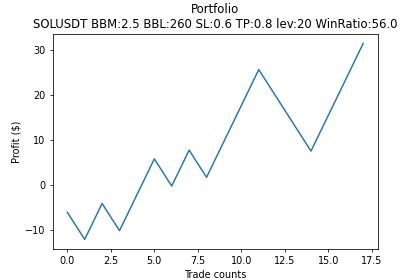 Portfolio
SOLUSDT BBM:2.5 BBL:260 SL:0.6 TP:0.8 lev:20 WinRatio:56.0
30
20
10
0
−10
Profit ($)
0.0 2.5 5.0 7.5 10.0 12.5 15.0 17.5
Trade counts